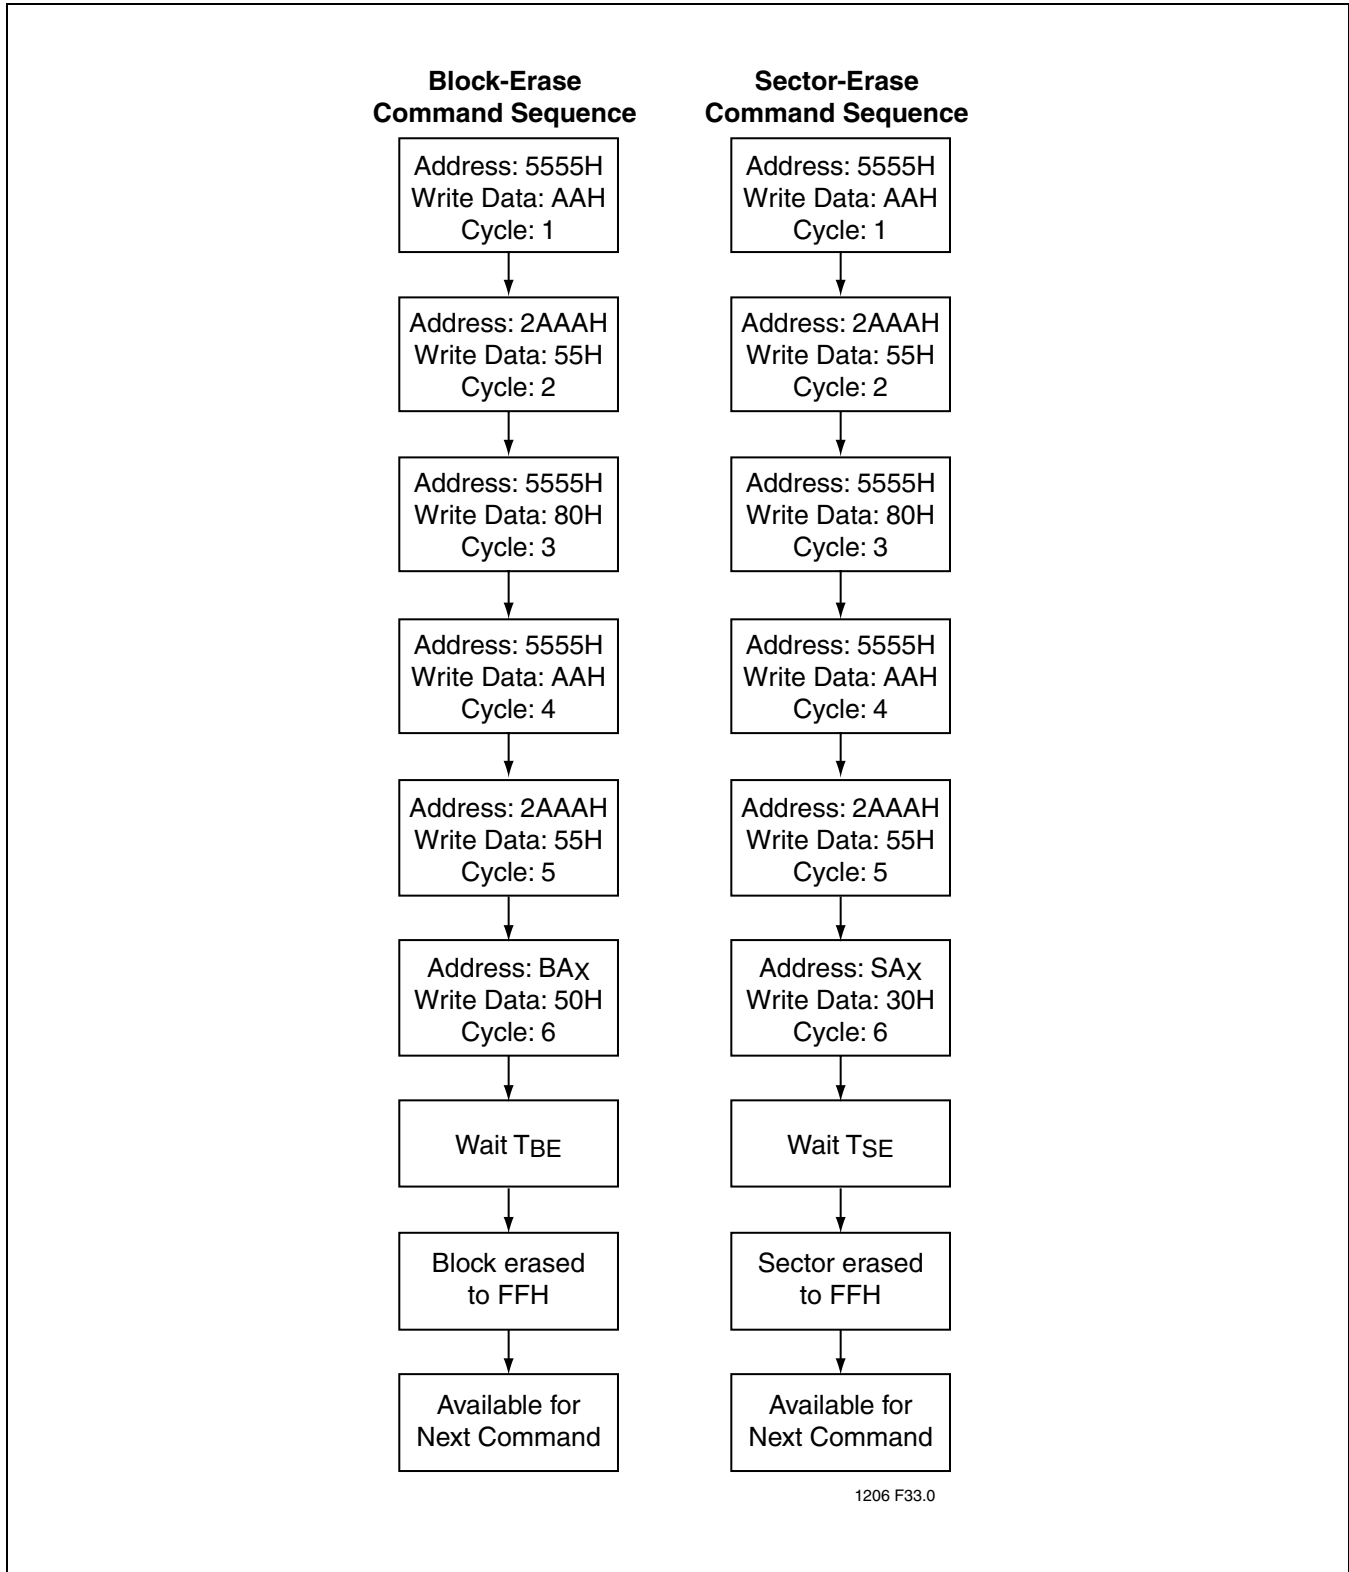 Block-Erase
Command Sequence
Address: 5555H
Write Data: AAH
Cycle: 1
Address: 2AAAH
Write Data: 55H
Cycle: 2
Address: 5555H
Write Data: 80H
Cycle: 3
Address: 5555H
Write Data: AAH
Cycle: 4
Address: 2AAAH
Write Data: 55H
Cycle: 5
Address: BAX
Write Data: 50H
Cycle: 6
Wait TBE
Block erased
to FFH
Available for
Next Command
Sector-Erase
Command Sequence
Address: 5555H
Write Data: AAH
Cycle: 1
Address: 2AAAH
Write Data: 55H
Cycle: 2
Address: 5555H
Write Data: 80H
Cycle: 3
Address: 5555H
Write Data: AAH
Cycle: 4
Address: 2AAAH
Write Data: 55H
Cycle: 5
Address: SAX
Write Data: 30H
Cycle: 6
Wait TSE
Sector erased
to FFH
Available for
Next Command
1206 F33.0